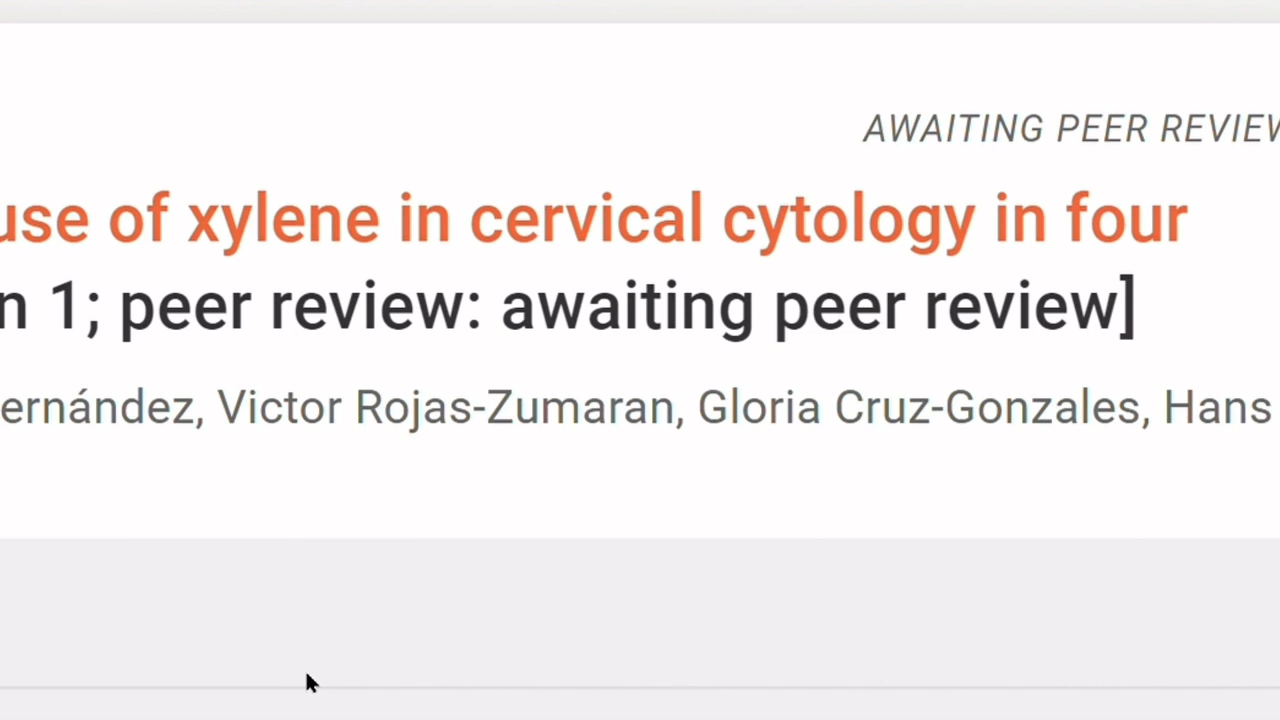 AWAITING PEER REVIEW
use of xylene in cervical cytology in four
n 1; peer review: awaiting peer review]
ernández, Victor Rojas-Zumaran, Gloria Cruz-Gonzales, Hans